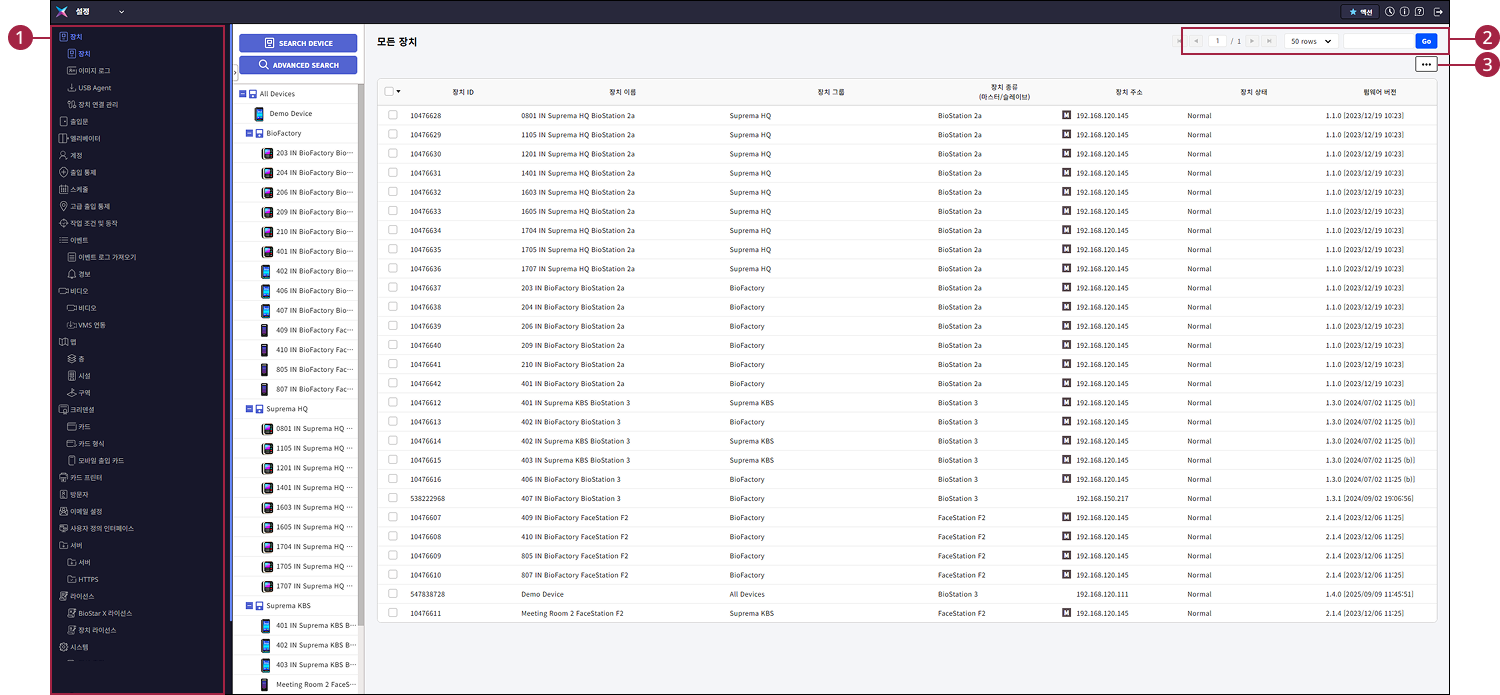 설정
액션
1
장치
장치
이미지 로그
USB Agent
장치 연결 관리
출입문
엘리베이터
계정
출입 통제
스케줄
고급 출입 통제
작업 조건 및 동작
이벤트
이벤트 로그 가져오기
경보
비디오
비디오
VMS 연동
맵
층
시설
구역
크리덴셜
카드
카드 형식
모바일 출입 카드
카드 프린터
방문자
이메일 설정
사용자 정의 인터페이스
서버
서버
HTTPS
라이선스
BioStar X 라이선스
장치 라이선스
시스템
SEARCH DEVICE
ADVANCED SEARCH
All Devices
Demo Device
BioFactory
203 IN BioFactory Bio···
204 IN BioFactory Bio···
206 IN BioFactory Bio···
209 IN BioFactory Bio···
210 IN BioFactory Bio···
401 IN BioFactory Bio···
402 IN BioFactory Bio···
406 IN BioFactory Bio···
407 IN BioFactory Bio···
409 IN BioFactory Fac···
410 IN BioFactory Fac···
805 IN BioFactory Fac···
807 IN BioFactory Fac···
Suprema HQ
0801 IN Suprema HQ ···
1105 IN Suprema HQ ···
1201 IN Suprema HQ ···
1401 IN Suprema HQ ···
1603 IN Suprema HQ ···
1605 IN Suprema HQ ···
1704 IN Suprema HQ ···
1705 IN Suprema HQ ···
1707 IN Suprema HQ ···
Suprema KBS
401 IN Suprema KBS B···
402 IN Suprema KBS B···
403 IN Suprema KBS B···
Meeting Room 2 FaceS···
모든 장치
1 / 1 50 rows Go
2
3
장치 ID 장치 이름 장치 그룹 장치 종류 (마스터/슬레이브) 장치 주소 장치 상태 펌웨어 버전
10476628 0801 IN Suprema HQ BioStation 2a Suprema HQ BioStation 2a M 192.168.120.145 Normal 1.1.0 [2023/12/19 10:23]
10476629 1105 IN Suprema HQ BioStation 2a Suprema HQ BioStation 2a M 192.168.120.145 Normal 1.1.0 [2023/12/19 10:23]
10476630 1201 IN Suprema HQ BioStation 2a Suprema HQ BioStation 2a M 192.168.120.145 Normal 1.1.0 [2023/12/19 10:23]
10476631 1401 IN Suprema HQ BioStation 2a Suprema HQ BioStation 2a M 192.168.120.145 Normal 1.1.0 [2023/12/19 10:23]
10476632 1603 IN Suprema HQ BioStation 2a Suprema HQ BioStation 2a M 192.168.120.145 Normal 1.1.0 [2023/12/19 10:23]
10476633 1605 IN Suprema HQ BioStation 2a Suprema HQ BioStation 2a M 192.168.120.145 Normal 1.1.0 [2023/12/19 10:23]
10476634 1704 IN Suprema HQ BioStation 2a Suprema HQ BioStation 2a M 192.168.120.145 Normal 1.1.0 [2023/12/19 10:23]
10476635 1705 IN Suprema HQ BioStation 2a Suprema HQ BioStation 2a M 192.168.120.145 Normal 1.1.0 [2023/12/19 10:23]
10476636 1707 IN Suprema HQ BioStation 2a Suprema HQ BioStation 2a M 192.168.120.145 Normal 1.1.0 [2023/12/19 10:23]
10476637 203 IN BioFactory BioStation 2a BioFactory BioStation 2a M 192.168.120.145 Normal 1.1.0 [2023/12/19 10:23]
10476638 204 IN BioFactory BioStation 2a BioFactory BioStation 2a M 192.168.120.145 Normal 1.1.0 [2023/12/19 10:23]
10476639 206 IN BioFactory BioStation 2a BioFactory BioStation 2a M 192.168.120.145 Normal 1.1.0 [2023/12/19 10:23]
10476640 209 IN BioFactory BioStation 2a BioFactory BioStation 2a M 192.168.120.145 Normal 1.1.0 [2023/12/19 10:23]
10476641 210 IN BioFactory BioStation 2a BioFactory BioStation 2a M 192.168.120.145 Normal 1.1.0 [2023/12/19 10:23]
10476642 401 IN BioFactory BioStation 2a BioFactory BioStation 2a M 192.168.120.145 Normal 1.1.0 [2023/12/19 10:23]
10476612 401 IN Suprema KBS BioStation 3 Suprema KBS BioStation 3 M 192.168.120.145 Normal 1.3.0 [2024/07/02 11:25 (b)]
10476613 402 IN BioFactory BioStation 3 BioFactory BioStation 3 M 192.168.120.145 Normal 1.3.0 [2024/07/02 11:25 (b)]
10476614 402 IN Suprema KBS BioStation 3 Suprema KBS BioStation 3 M 192.168.120.145 Normal 1.3.0 [2024/07/02 11:25 (b)]
10476615 403 IN Suprema KBS BioStation 3 Suprema KBS BioStation 3 M 192.168.120.145 Normal 1.3.0 [2024/07/02 11:25 (b)]
10476616 406 IN BioFactory BioStation 3 BioFactory BioStation 3 M 192.168.120.145 Normal 1.3.0 [2024/07/02 11:25 (b)]
538222968 407 IN BioFactory BioStation 3 BioFactory BioStation 3 192.168.150.217 Normal 1.3.1 [2024/09/02 19:06:56]
10476607 409 IN BioFactory FaceStation F2 BioFactory FaceStation F2 M 192.168.120.145 Normal 2.1.4 [2023/12/06 11:25]
10476608 410 IN BioFactory FaceStation F2 BioFactory FaceStation F2 M 192.168.120.145 Normal 2.1.4 [2023/12/06 11:25]
10476609 805 IN BioFactory FaceStation F2 BioFactory FaceStation F2 M 192.168.120.145 Normal 2.1.4 [2023/12/06 11:25]
10476610 807 IN BioFactory FaceStation F2 BioFactory FaceStation F2 M 192.168.120.145 Normal 2.1.4 [2023/12/06 11:25]
547838728 Demo Device All Devices BioStation 3 192.168.120.111 Normal 1.4.0 [2025/09/09 11:45:51]
10476611 Meeting Room 2 FaceStation F2 Suprema KBS FaceStation F2 M 192.168.120.145 Normal 2.1.4 [2023/12/06 11:25]